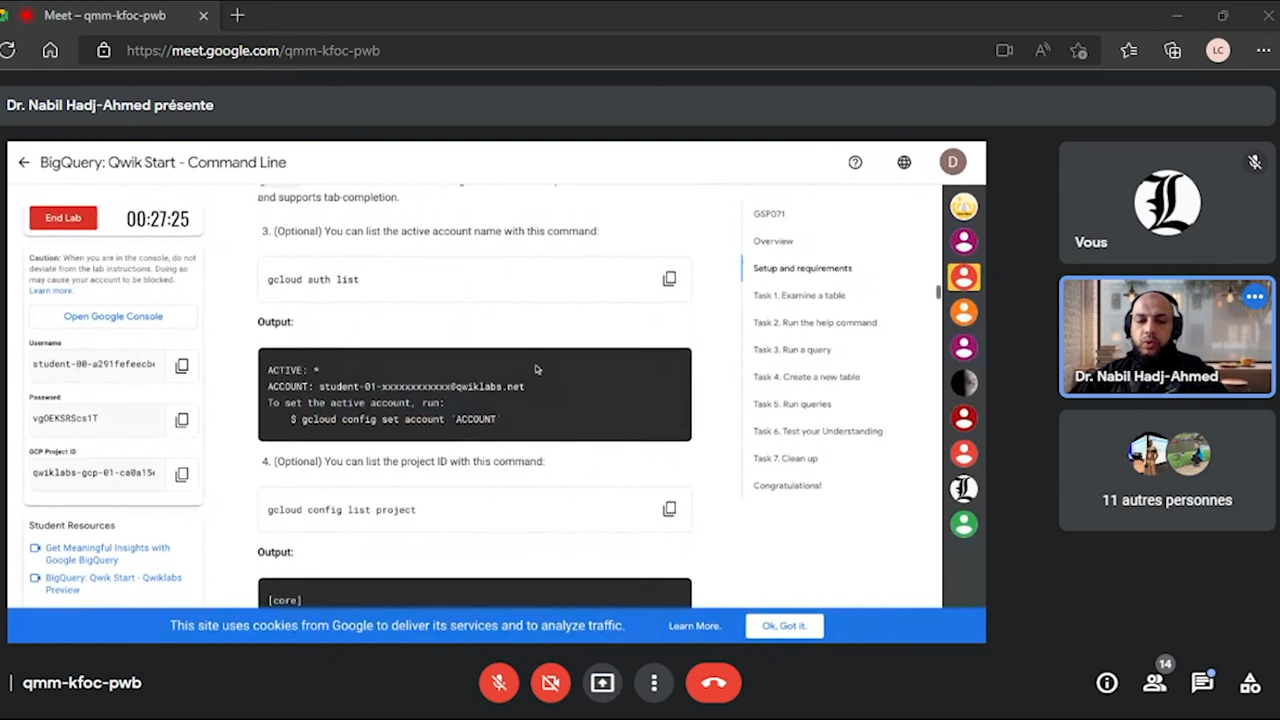 Meet – qmm-kfoc-pwb
https://meet.google.com/qmm-kfoc-pwb
LC
Dr. Nabil Hadj-Ahmed présente
BigQuery: Qwik Start - Command Line
D
End Lab
00:27:25
Caution: When you are in the console, do
not deviate from the lab instructions. Doing so
may cause your account to be blocked.
Learn more.
Open Google Console
Username
student-00-a291fefeecbe
Password
vgOEKSRScs1T
GCP Project ID
qwiklabs-gcp-01-ca0a15
Student Resources
Get Meaningful Insights with
Google BigQuery
BigQuery: Qwik Start - Qwiklabs
Preview
and supports tab-completion.
3. (Optional) You can list the active account name with this command:
gcloud auth list
Output:
ACTIVE: *
ACCOUNT: student-01-xxxxxxxxxxxx@qwiklabs.net
To set the active account, run:
$ gcloud config set account `ACCOUNT`
4. (Optional) You can list the project ID with this command:
gcloud config list project
Output:
[core]
GSP071
Overview
Setup and requirements
Task 1. Examine a table
Task 2. Run the help command
Task 3. Run a query
Task 4. Create a new table
Task 5. Run queries
Task 6. Test your Understanding
Task 7. Clean up
Congratulations!
This site uses cookies from Google to deliver its services and to analyze traffic.
Learn More.
Ok, Got it.
Vous
Dr. Nabil Hadj-Ahmed
11 autres personnes
qmm-kfoc-pwb
14